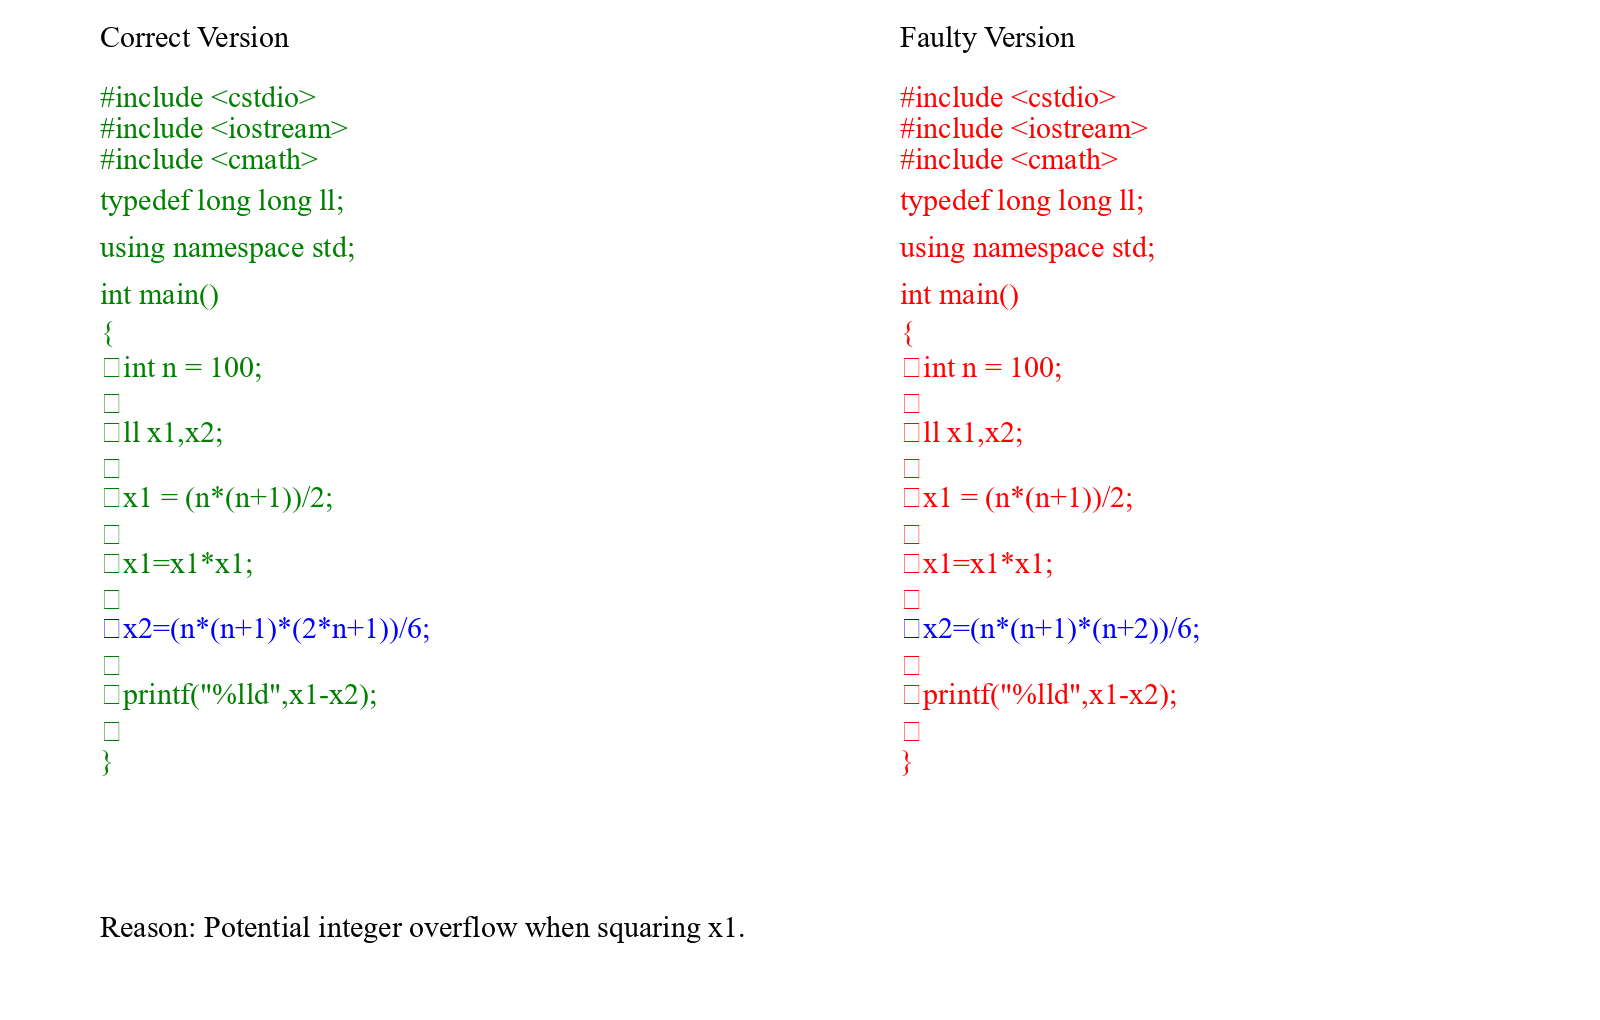 Correct Version
#include <cstdio>
#include <iostream>
#include <cmath>
typedef long long ll;
using namespace std;
int main()
{
□int n = 100;
□
□ll x1,x2;
□
□x1 = (n*(n+1))/2;
□
□x1=x1*x1;
□
□x2=(n*(n+1)*(2*n+1))/6;
□
□printf("%lld",x1-x2);
□
}
Faulty Version
#include <cstdio>
#include <iostream>
#include <cmath>
typedef long long ll;
using namespace std;
int main()
{
□int n = 100;
□
□ll x1,x2;
□
□x1 = (n*(n+1))/2;
□
□x1=x1*x1;
□
□x2=(n*(n+1)*(n+2))/6;
□
□printf("%lld",x1-x2);
□
}
Reason: Potential integer overflow when squaring x1.